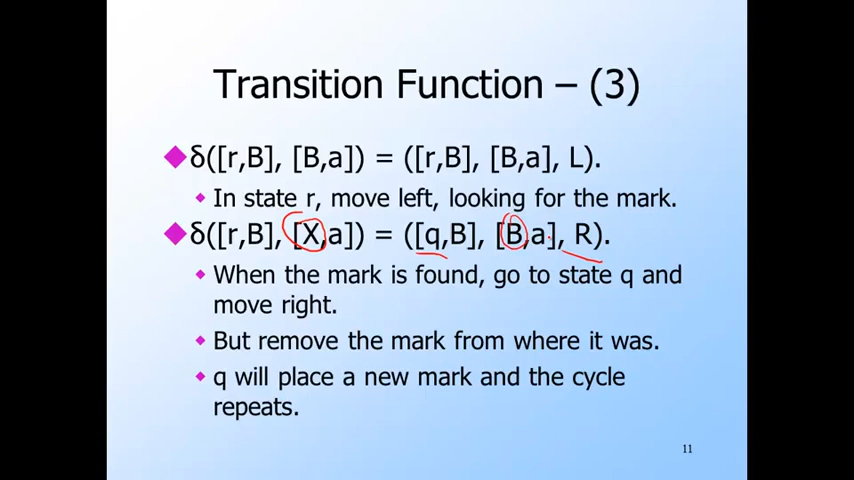 Transition Function – (3)
δ([r,B], [B,a]) = ([r,B], [B,a], L).
In state r, move left, looking for the mark.
δ([r,B], [X,a]) = ([q,B], [B,a], R).
When the mark is found, go to state q and
move right.
But remove the mark from where it was.
q will place a new mark and the cycle
repeats.
11